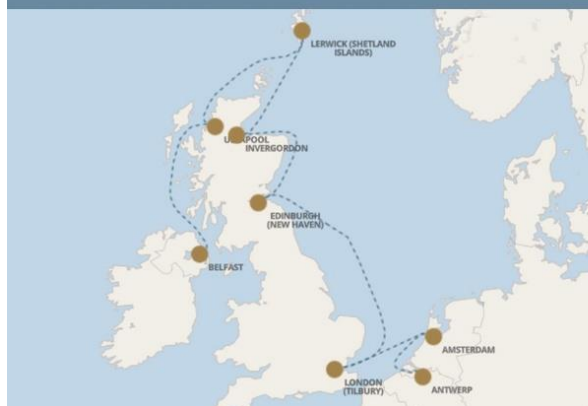 LERWICK (SHETLAND
ISLANDS)
INVERGORDON
EDINBURGH
(NEW HAVEN)
BELFAST
AMSTERDAM
LONDON
(TILBURY)
ANTWERP